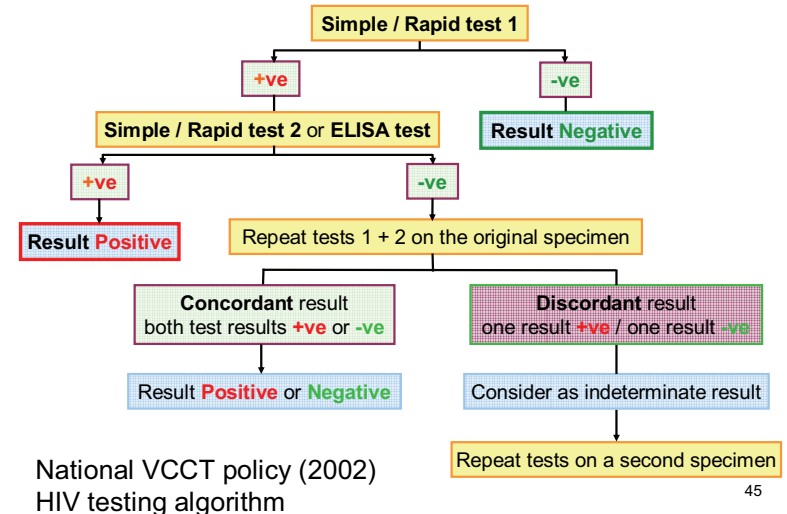 Simple / Rapid test 1
+ve
-ve
Simple / Rapid test 2 or ELISA test
Result Negative
+ve
-ve
Result Positive
Repeat tests 1 + 2 on the original specimen
Concordant result
both test results +ve or -ve
Discordant result
one result +ve / one result -ve
Result Positive or Negative
Consider as indeterminate result
Repeat tests on a second specimen
National VCCT policy (2002)
HIV testing algorithm
45